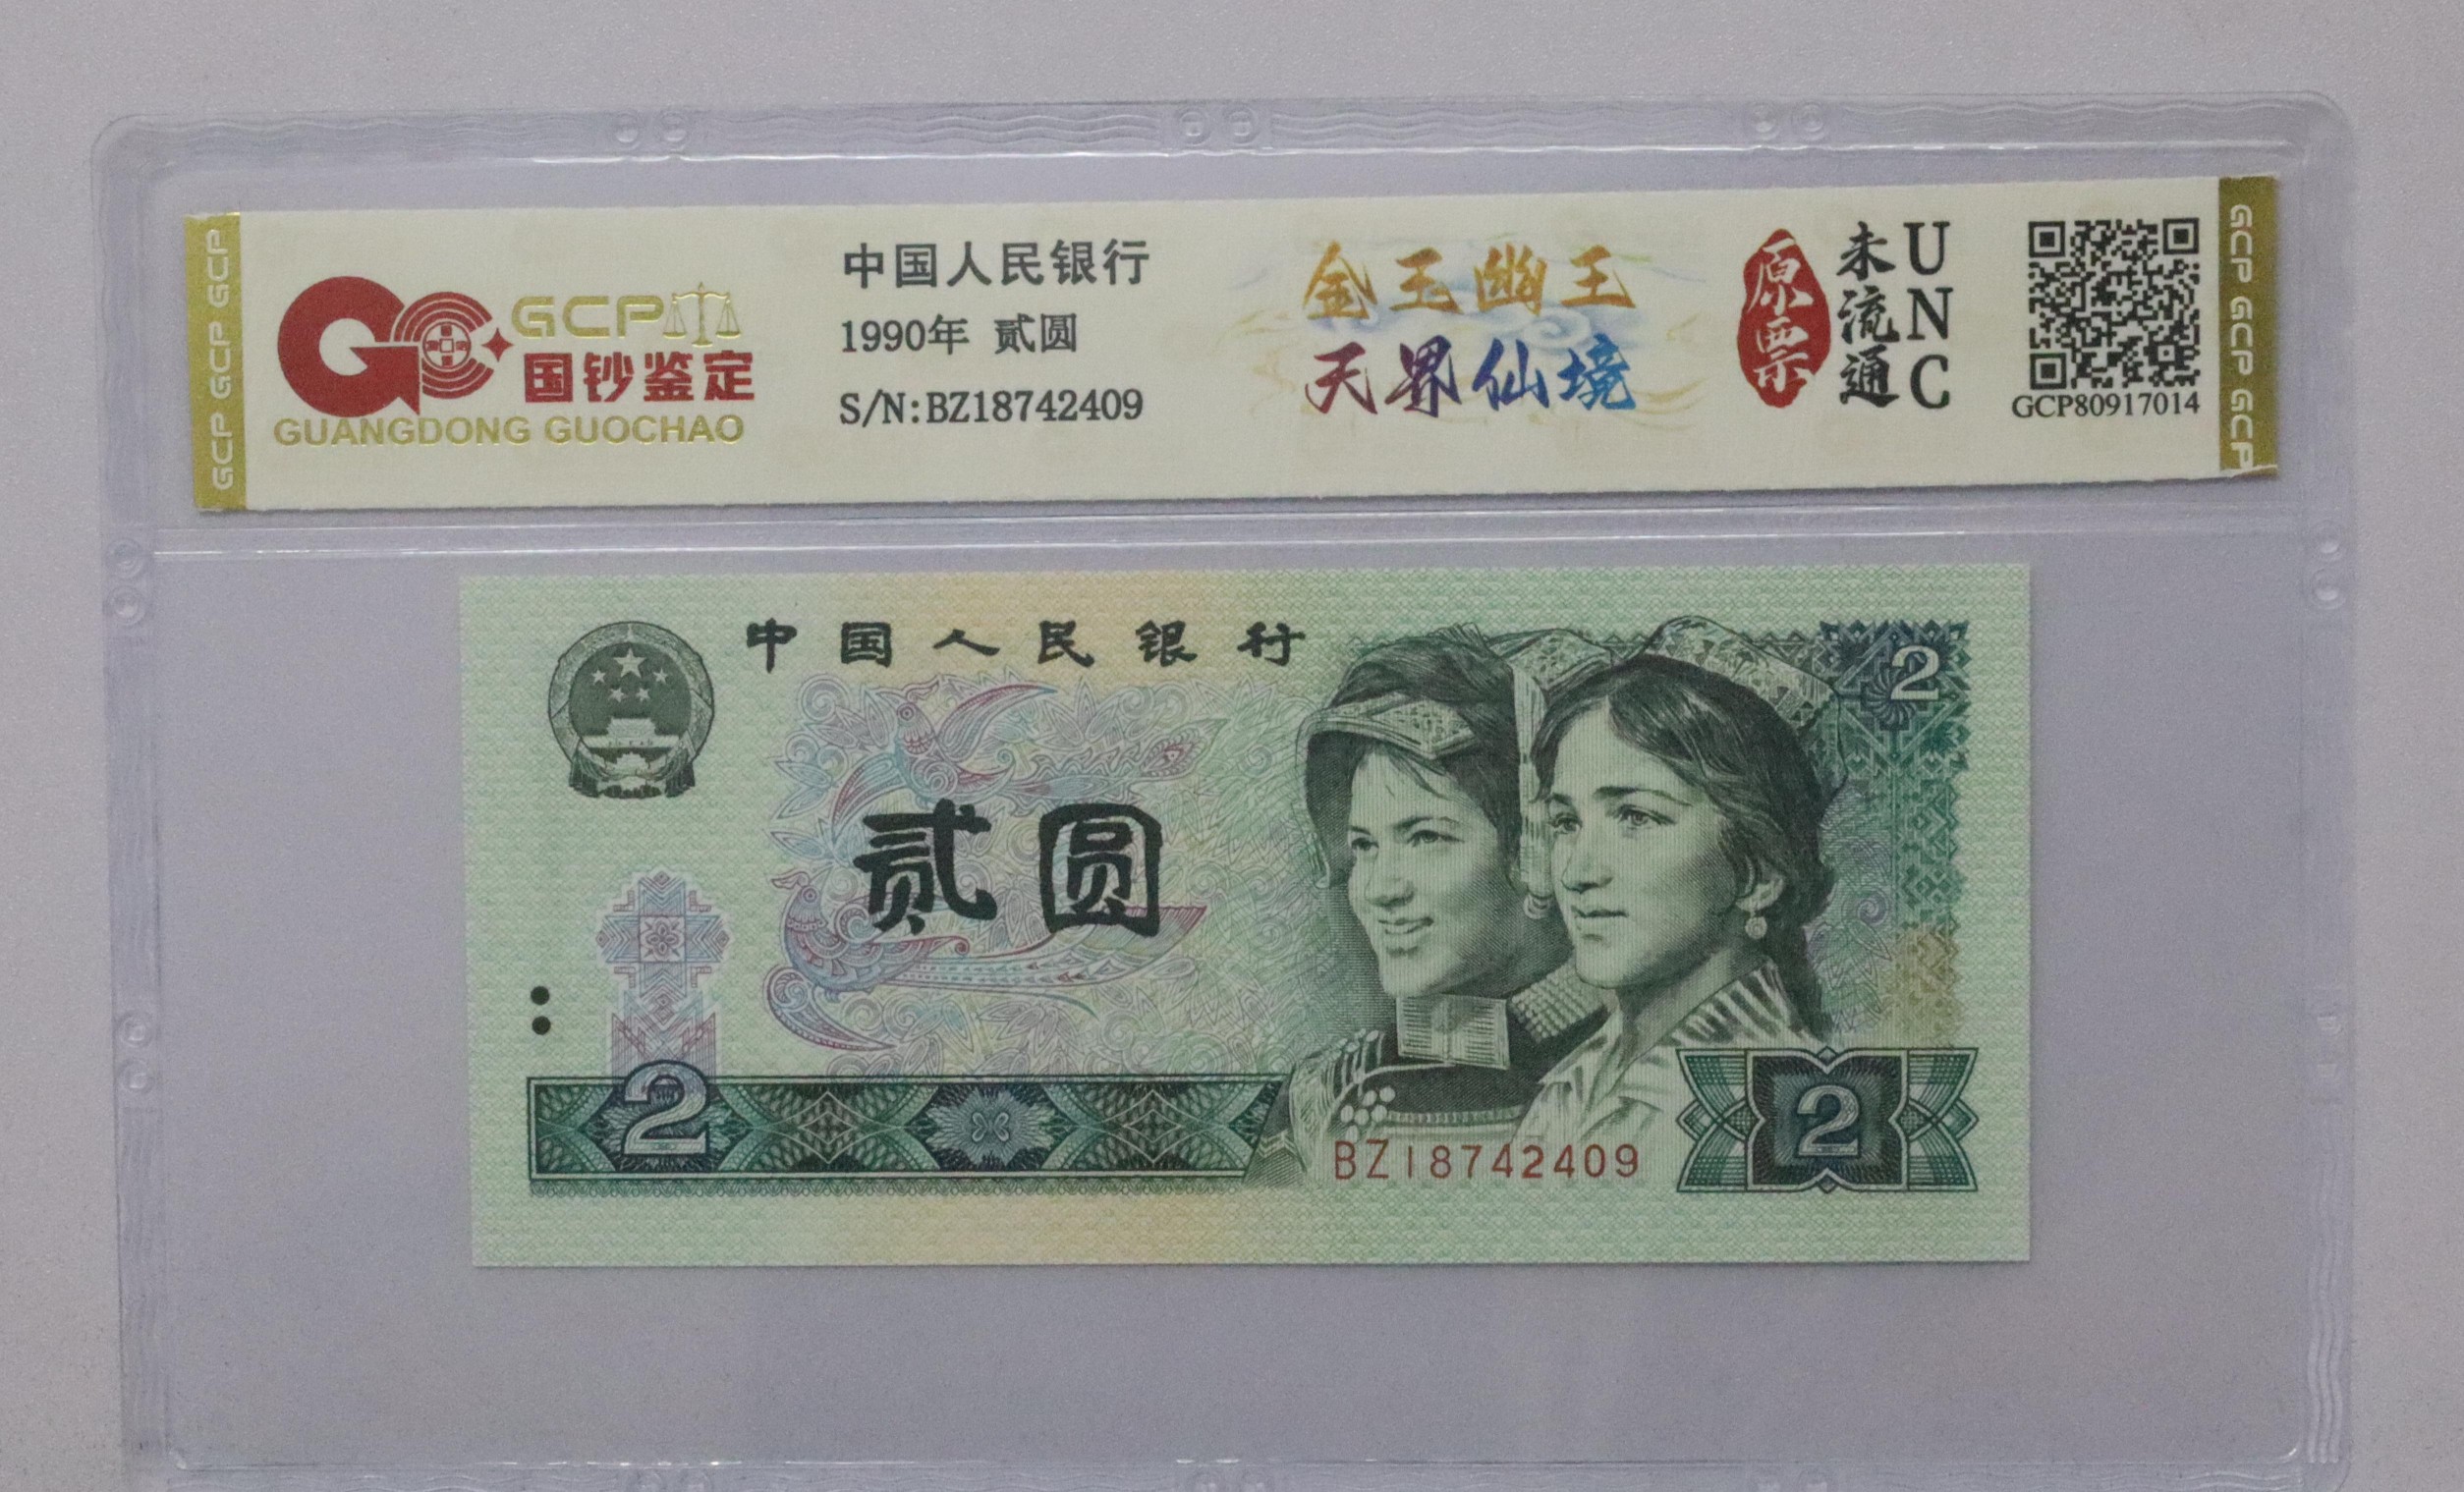 GCP GCP GCP
GCP
国钞鉴定
GUANGDONG GUOCHAO
中国人民银行
1990年 贰圆
S/N:BZ18742409
金玉幽王
天界仙境
原票
未流通
UNC
GCP80917014
GCP GCP GCP
中国人民银行
2
贰圆
2
BZ18742409
2